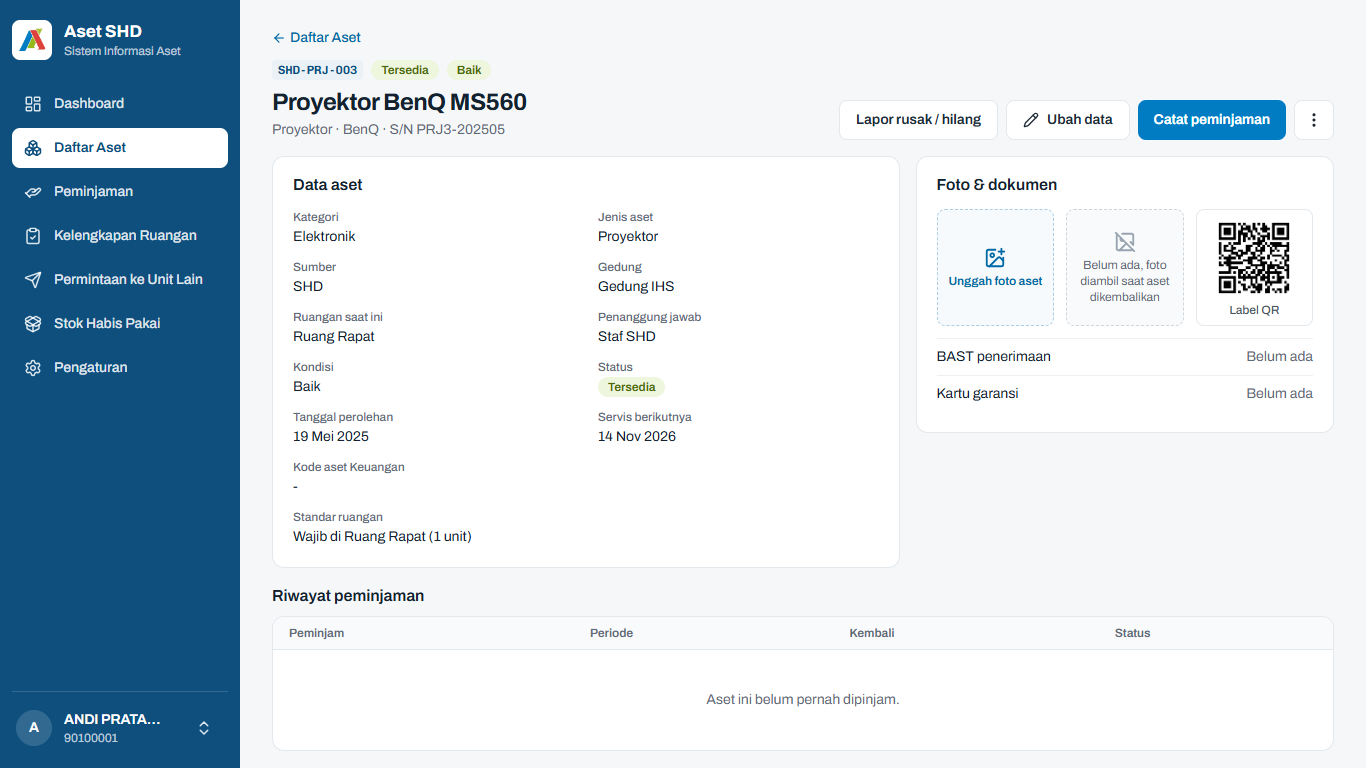 Aset SHD
Sistem Informasi Aset
Dashboard
Daftar Aset
Peminjaman
Kelengkapan Ruangan
Permintaan ke Unit Lain
Stok Habis Pakai
Pengaturan
A
ANDI PRATA...
90100001
← Daftar Aset
SHD-PRJ-003 Tersedia Baik
Proyektor BenQ MS560
Proyektor · BenQ · S/N PRJ3-202505
Lapor rusak / hilang
Ubah data
Catat peminjaman
Data aset
Kategori
Elektronik
Jenis aset
Proyektor
Sumber
SHD
Gedung
Gedung IHS
Ruangan saat ini
Ruang Rapat
Penanggung jawab
Staf SHD
Kondisi
Baik
Status
Tersedia
Tanggal perolehan
19 Mei 2025
Servis berikutnya
14 Nov 2026
Kode aset Keuangan
-
Standar ruangan
Wajib di Ruang Rapat (1 unit)
Foto & dokumen
Unggah foto aset
Belum ada, foto
diambil saat aset
dikembalikan
Label QR
BAST penerimaan Belum ada
Kartu garansi Belum ada
Riwayat peminjaman
Peminjam Periode Kembali Status
Aset ini belum pernah dipinjam.